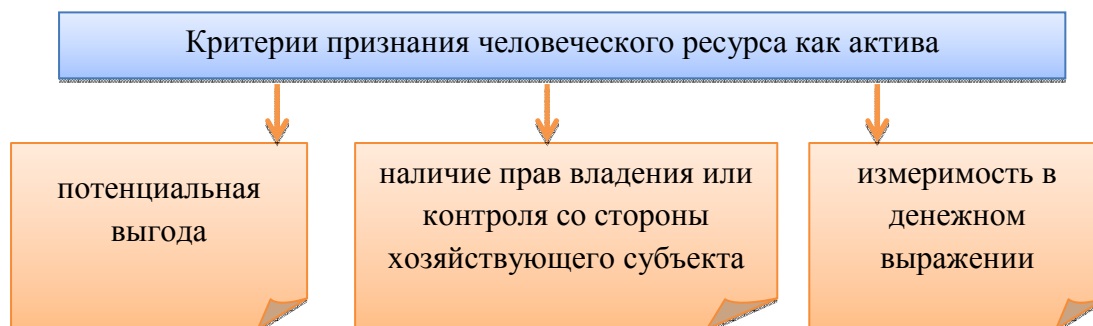 Критерии признания человеческого ресурса как актива
потенциальная
выгода
наличие прав владения или
контроля со стороны
хозяйствующего субъекта
измеримость в
денежном
выражении